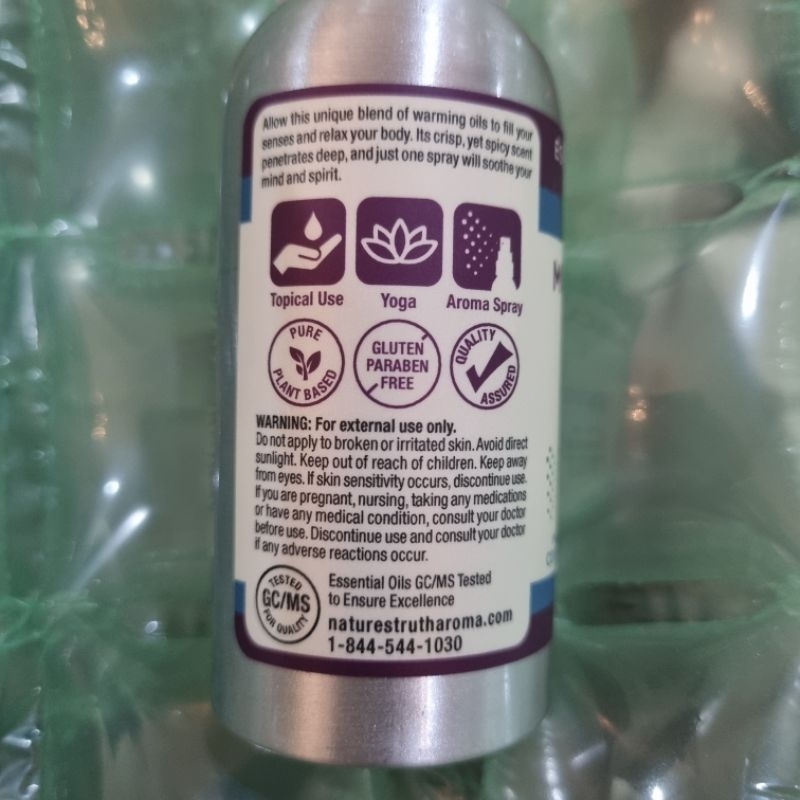 Allow this unique blend of warming oils to fill your
senses and relax your body. Its crisp, yet spicy scent
penetrates deep, and just one spray will soothe your
mind and spirit.
Topical Use Yoga Aroma Spray
PURE
PLANT BASED
GLUTEN
PARABEN
FREE
QUALITY
ASSURED
WARNING: For external use only.
Do not apply to broken or irritated skin. Avoid direct
sunlight. Keep out of reach of children. Keep away
from eyes. If skin sensitivity occurs, discontinue use.
If you are pregnant, nursing, taking any medications
or have any medical condition, consult your doctor
before use. Discontinue use and consult your doctor
if any adverse reactions occur.
TESTED
GC/MS
FOR QUALITY
Essential Oils GC/MS Tested
to Ensure Excellence
naturestrutharoma.com
1-844-544-1030